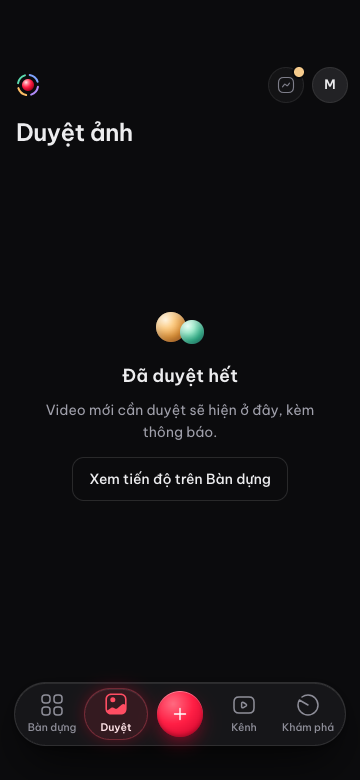 M
Duyệt ảnh
Đã duyệt hết
Video mới cần duyệt sẽ hiện ở đây, kèm
thông báo.
Xem tiến độ trên Bàn dựng
Bàn dựng
Duyệt
Kênh
Khám phá